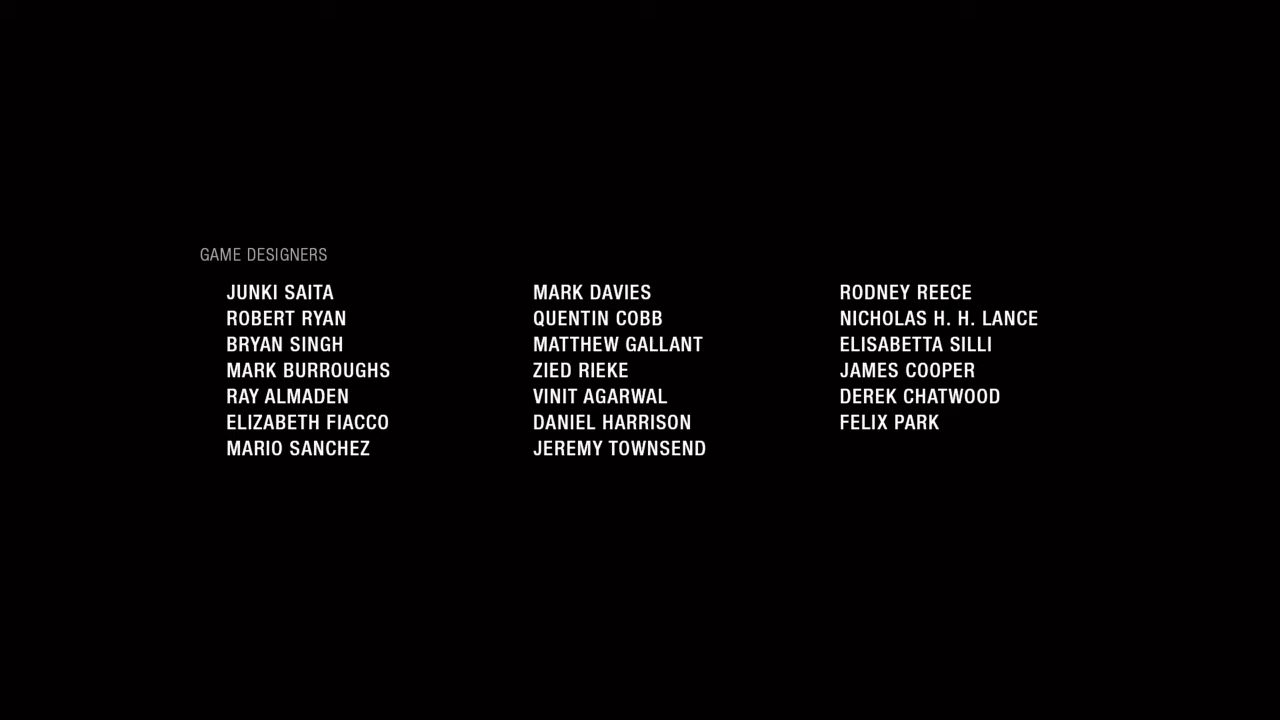 GAME DESIGNERS
JUNKI SAITA
ROBERT RYAN
BRYAN SINGH
MARK BURROUGHS
RAY ALMADEN
ELIZABETH FIACCO
MARIO SANCHEZ
MARK DAVIES
QUENTIN COBB
MATTHEW GALLANT
ZIED RIEKE
VINIT AGARWAL
DANIEL HARRISON
JEREMY TOWNSEND
RODNEY REECE
NICHOLAS H. H. LANCE
ELISABETTA SILLI
JAMES COOPER
DEREK CHATWOOD
FELIX PARK